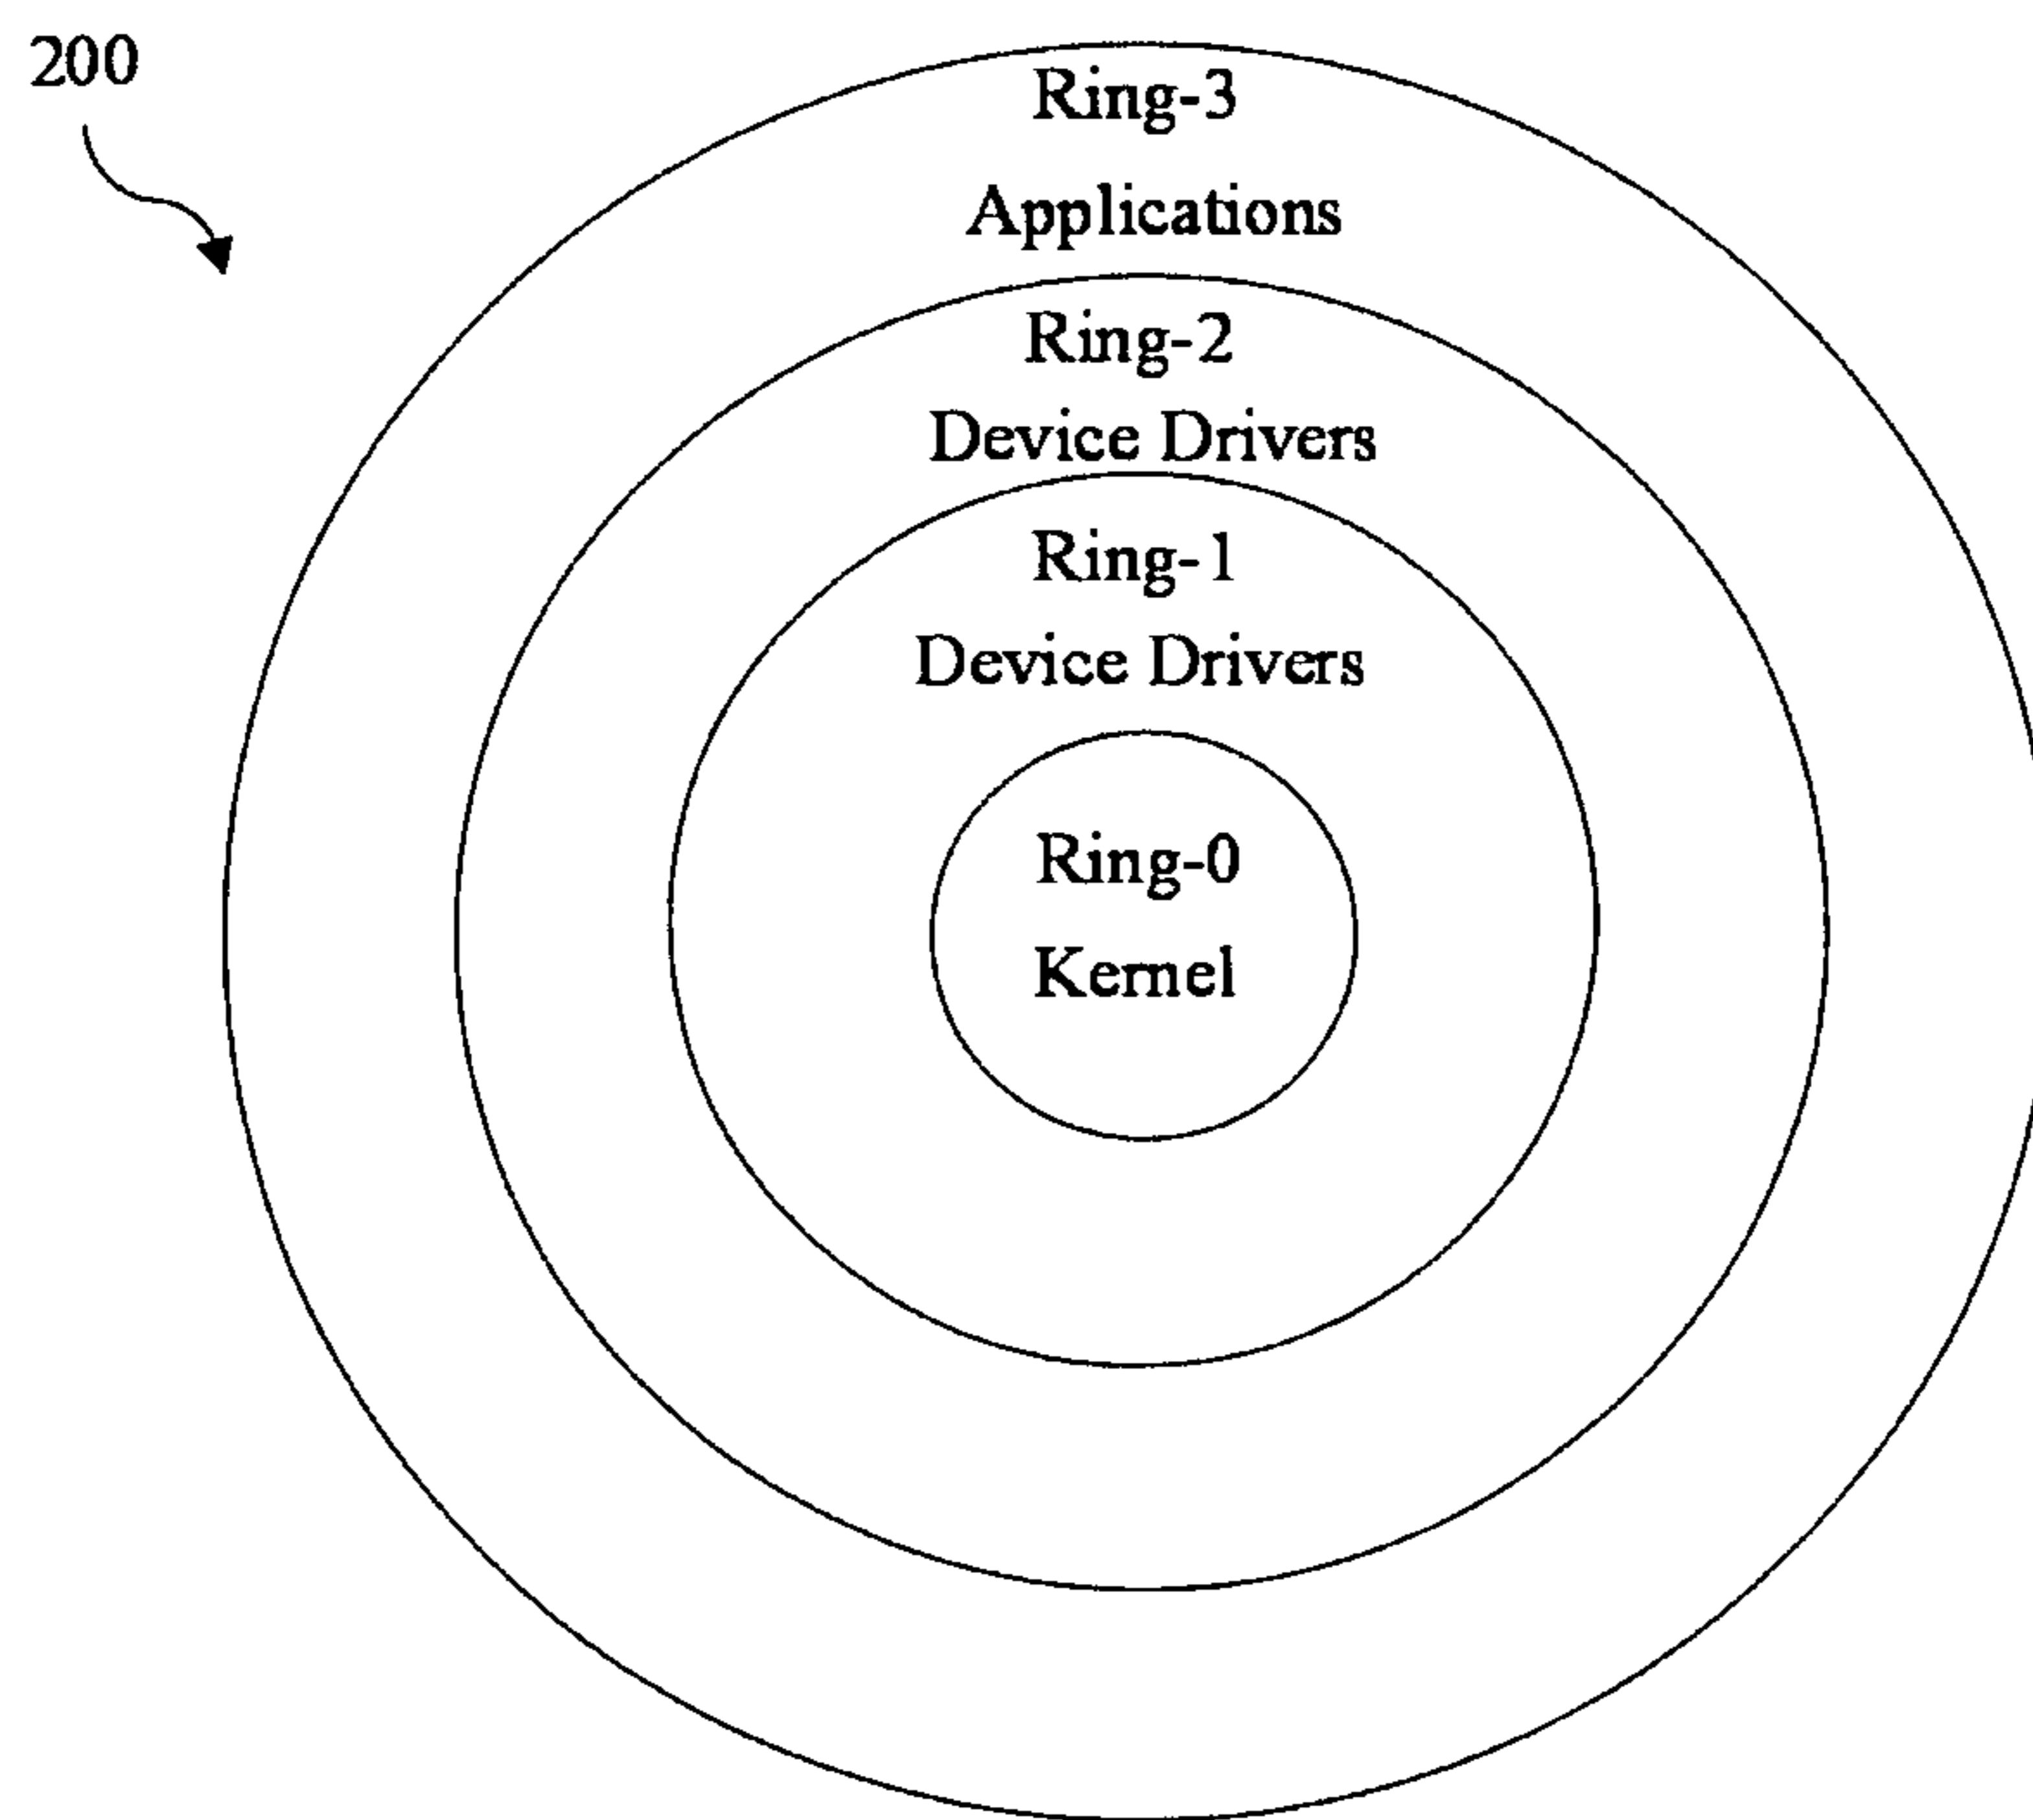 200
Ring-3
Applications
Ring-2
Device Drivers
Ring-1
Device Drivers
Ring-0
Kernel